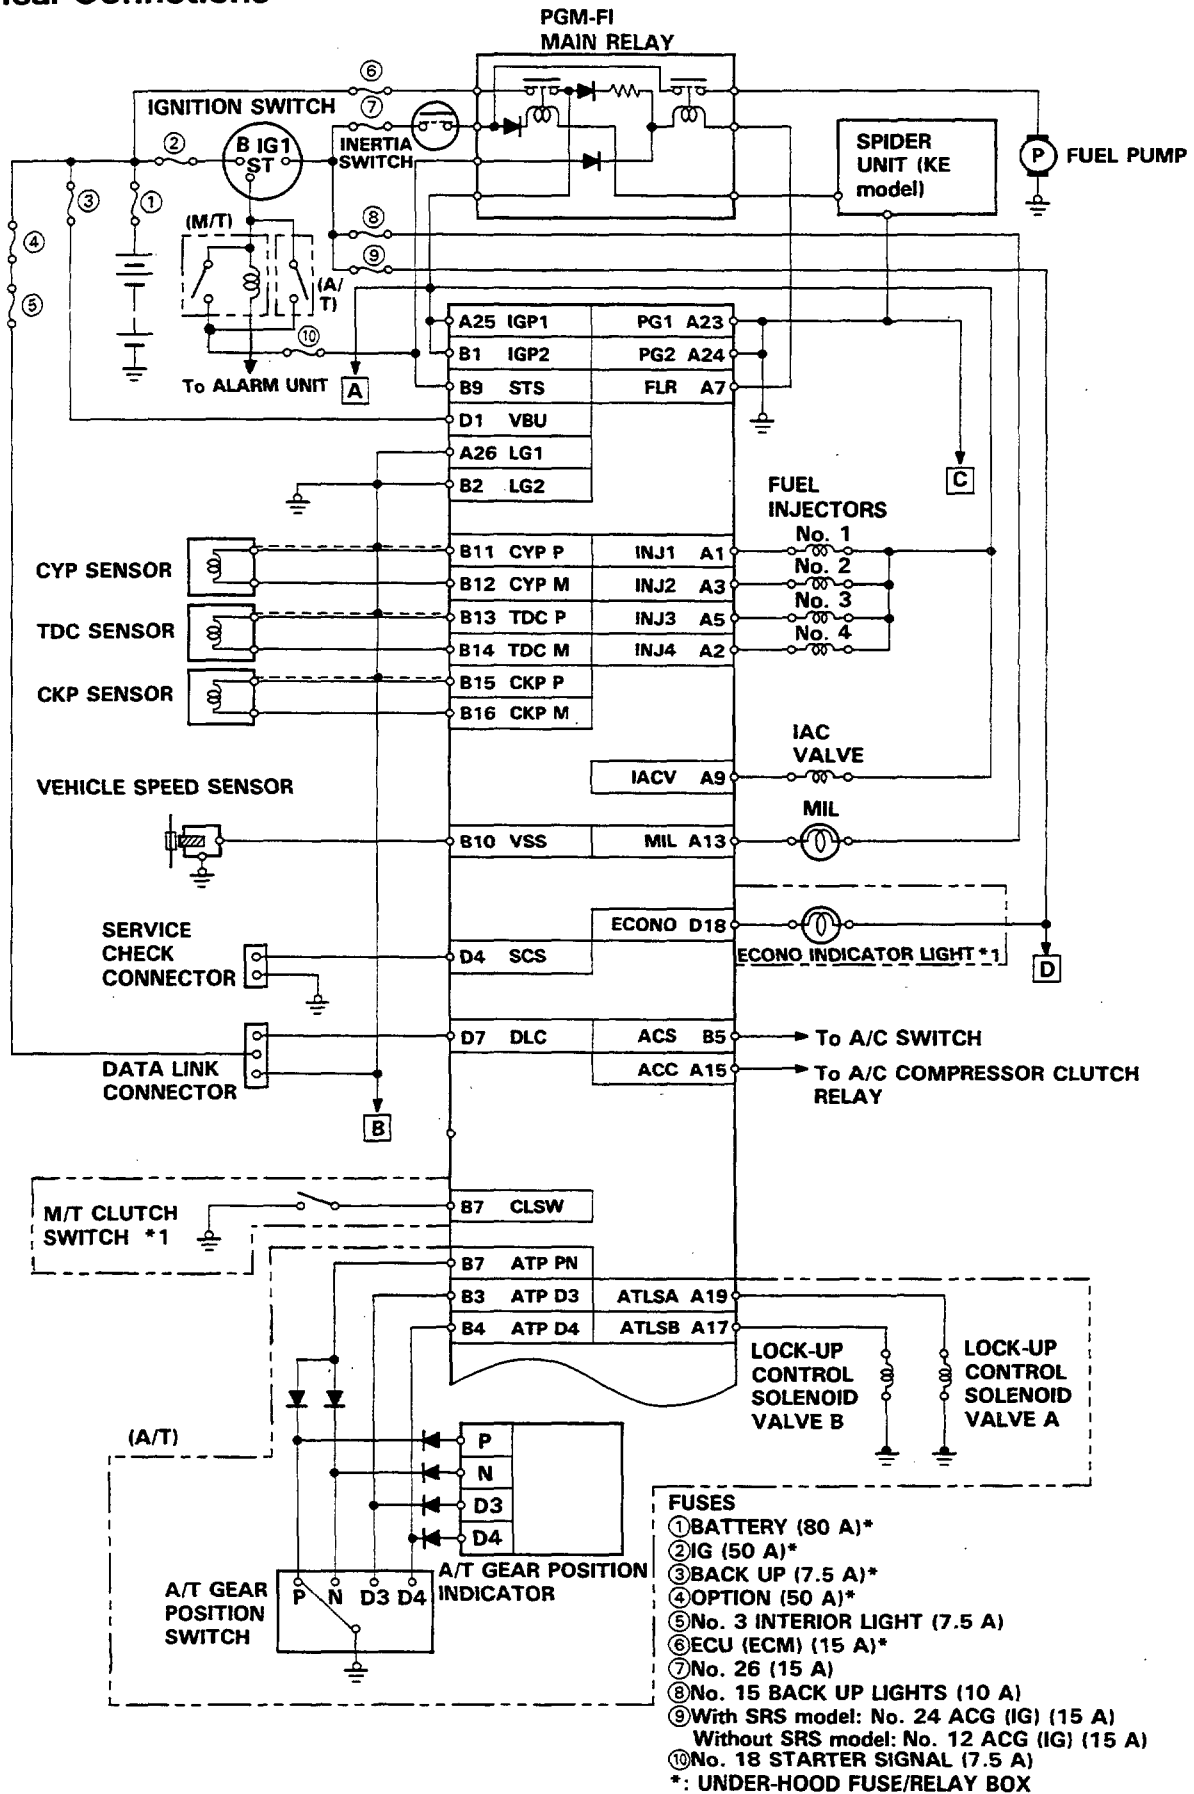 PGM-FI
MAIN RELAY
⑥
IGNITION SWITCH
⑦
②
B IG1
ST
INERTIA
SWITCH
SPIDER
UNIT (KE
model)
P
FUEL PUMP
③
①
(M/T)
⑧
④
⑨
(A/
T)
⑤
⑩
To ALARM UNIT
A
A25 IGP1
PG1 A23
B1 IGP2
PG2 A24
B9 STS
FLR A7
D1 VBU
A26 LG1
B2 LG2
C
FUEL
INJECTORS
No. 1
No. 2
No. 3
No. 4
CYP SENSOR
B11 CYP P
INJ1 A1
B12 CYP M
INJ2 A3
TDC SENSOR
B13 TDC P
INJ3 A5
B14 TDC M
INJ4 A2
CKP SENSOR
B15 CKP P
B16 CKP M
IAC
VALVE
IACV A9
VEHICLE SPEED SENSOR
MIL
B10 VSS
MIL A13
ECONO D18
ECONO INDICATOR LIGHT*1
D
SERVICE
CHECK
CONNECTOR
D4 SCS
D7 DLC
ACS B5
To A/C SWITCH
DATA LINK
CONNECTOR
ACC A15
To A/C COMPRESSOR CLUTCH
RELAY
B
M/T CLUTCH
SWITCH *1
B7 CLSW
B7 ATP PN
B3 ATP D3
ATLSA A19
B4 ATP D4
ATLSB A17
LOCK-UP
CONTROL
SOLENOID
VALVE B
LOCK-UP
CONTROL
SOLENOID
VALVE A
(A/T)
P
N
D3
D4
A/T GEAR POSITION
INDICATOR
A/T GEAR
POSITION
SWITCH
P N D3 D4
FUSES
①BATTERY (80 A)*
②IG (50 A)*
③BACK UP (7.5 A)*
④OPTION (50 A)*
⑤No. 3 INTERIOR LIGHT (7.5 A)
⑥ECU (ECM) (15 A)*
⑦No. 26 (15 A)
⑧No. 15 BACK UP LIGHTS (10 A)
⑨With SRS model: No. 24 ACG (IG) (15 A)
Without SRS model: No. 12 ACG (IG) (15 A)
⑩No. 18 STARTER SIGNAL (7.5 A)
*: UNDER-HOOD FUSE/RELAY BOX